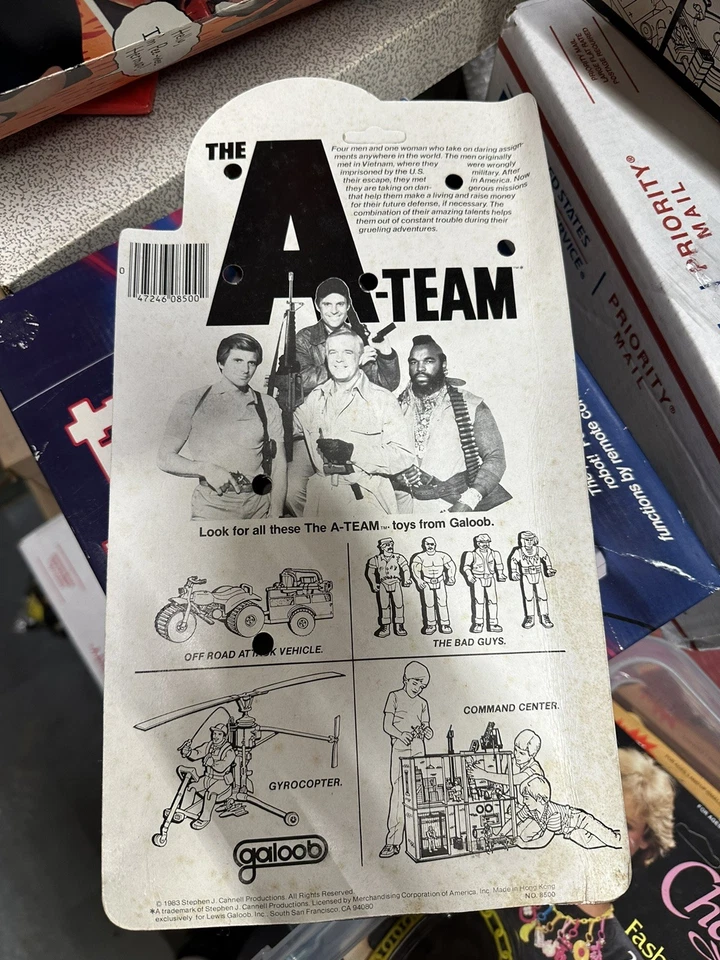 THE
A
A-TEAM™*
Four men and one woman who take on daring assign-
ments anywhere in the world. The men originally
met in Vietnam, where they were wrongly
imprisoned by the U.S. military. After
their escape, they met in America. Now
they are taking on dan- gerous missions
that help them make a living and raise money
for their future defense, if necessary. The
combination of their amazing talents helps
them out of constant trouble during their
grueling adventures.
0
47246 08500
Look for all these The A-TEAM™ toys from Galoob.
OFF ROAD ATTACK VEHICLE.
THE BAD GUYS.
GYROCOPTER.
COMMAND CENTER.
galoob
© 1983 Stephen J. Cannell Productions. All Rights Reserved.
*A trademark of Stephen J. Cannell Productions. Licensed by Merchandising Corporation of America, Inc. Made in Hong Kong
exclusively for Lewis Galoob, Inc., South San Francisco, CA 94080
NO. 8500
PRIORITY®
MAIL
PRIORITY®
MAIL
robot!
functions by remote co